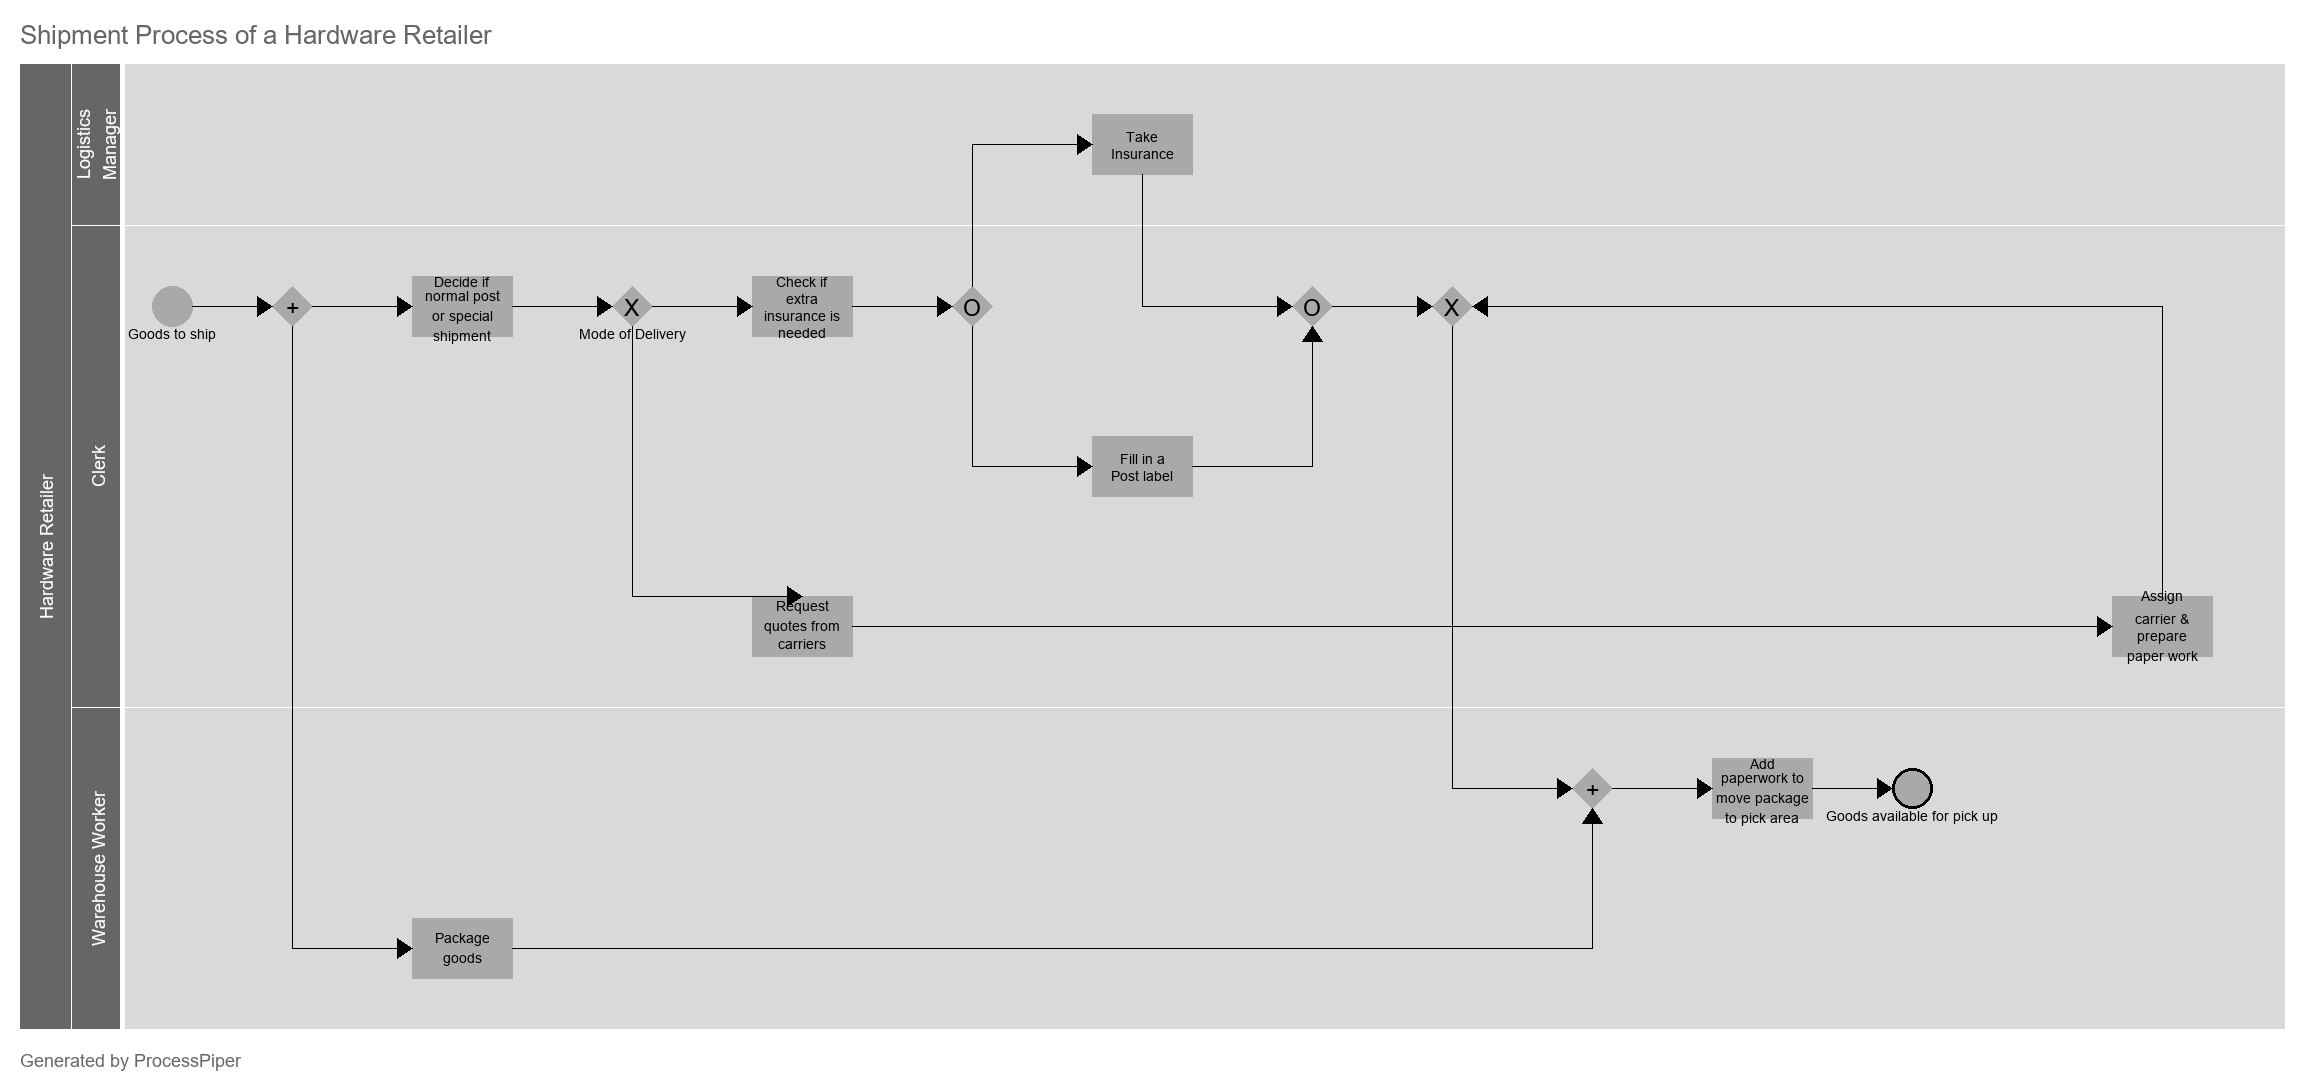 Shipment Process of a Hardware Retailer
Hardware Retailer
Logistics
Manager
Take
Insurance
Clerk
Goods to ship
+
Decide if
normal post
or special
shipment
X
Mode of Delivery
Check if
extra
insurance is
needed
O
O
X
Fill in a
Post label
Request
quotes from
carriers
Assign
carrier &
prepare
paper work
Warehouse Worker
+
Add
paperwork to
move package
to pick area
Goods available for pick up
Package
goods
Generated by ProcessPiper